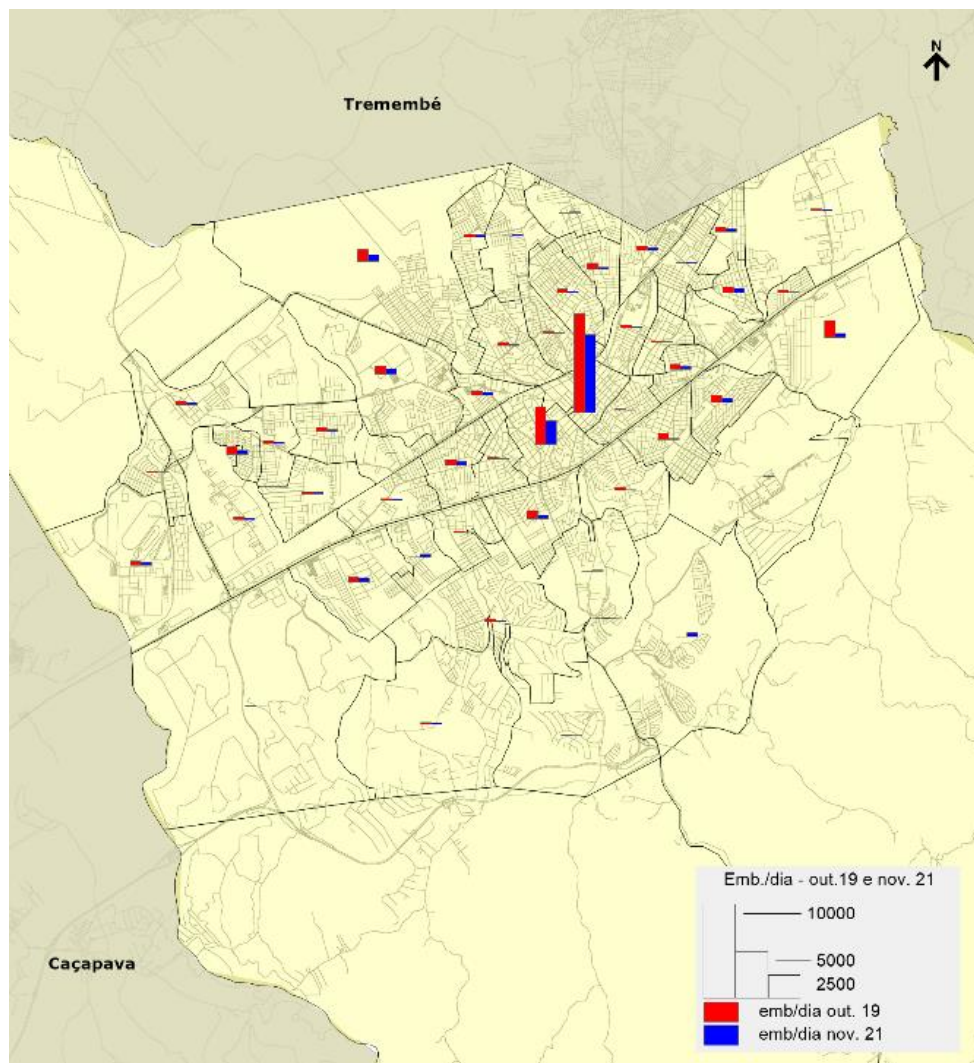 N
Tremembé
Caçapava
Emb./dia - out.19 e nov. 21
10000
5000
2500
emb/dia out. 19
emb/dia nov. 21